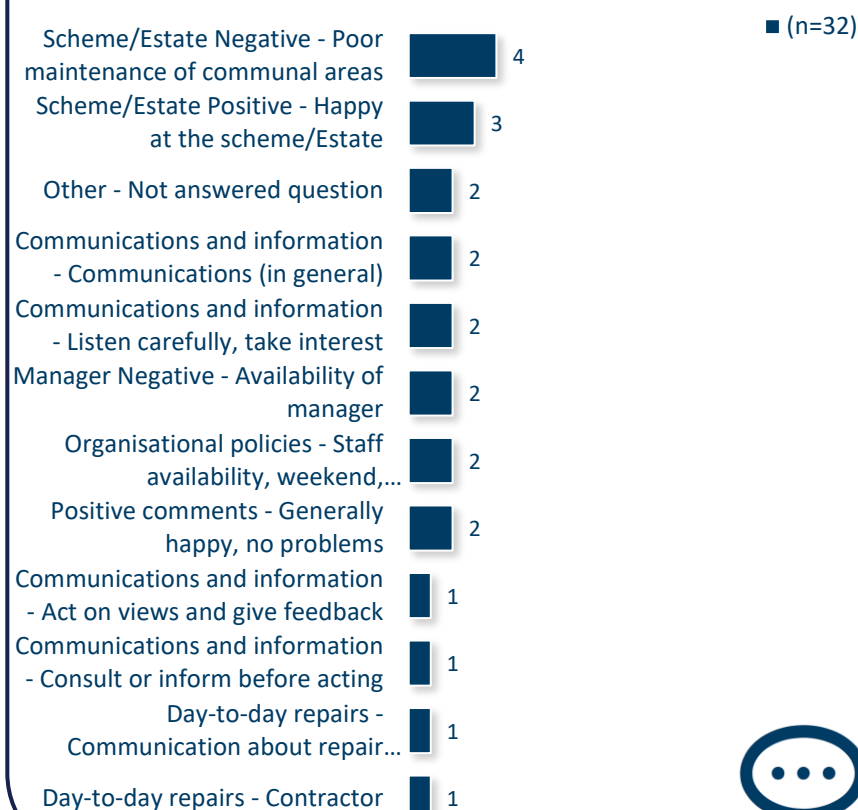 (n=32)
Scheme/Estate Negative - Poor
maintenance of communal areas
4
Scheme/Estate Positive - Happy
at the scheme/Estate
3
Other - Not answered question
2
Communications and information
- Communications (in general)
2
Communications and information
- Listen carefully, take interest
2
Manager Negative - Availability of
manager
2
Organisational policies - Staff
availability, weekend,...
2
Positive comments - Generally
happy, no problems
2
Communications and information
- Act on views and give feedback
1
Communications and information
- Consult or inform before acting
1
Day-to-day repairs -
Communication about repair...
1
Day-to-day repairs - Contractor
1